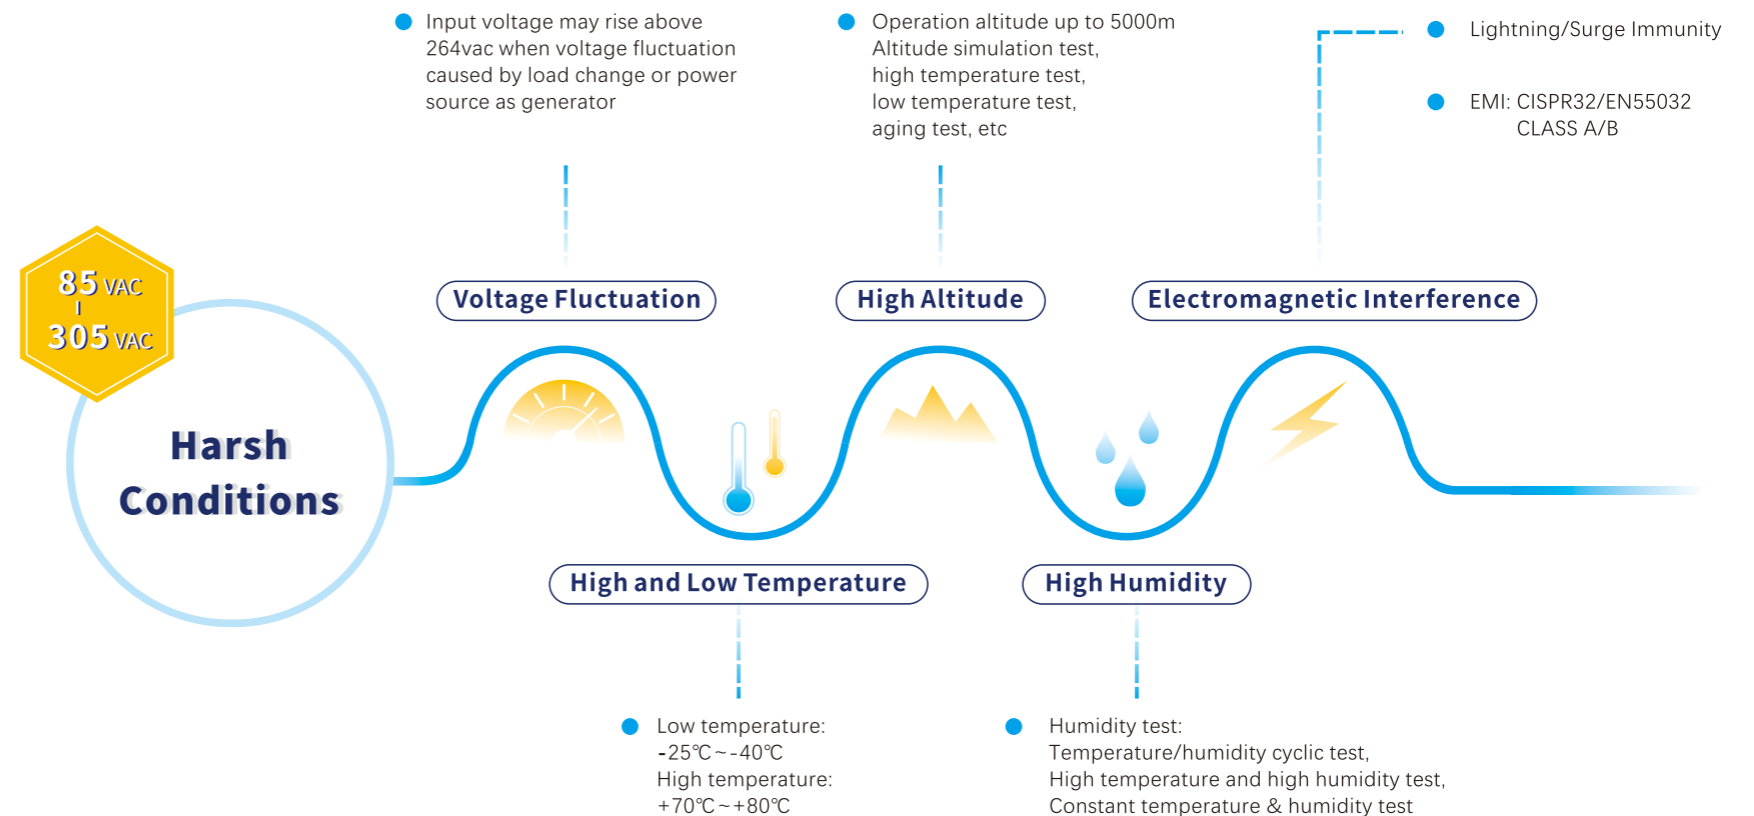 Input voltage may rise above
264vac when voltage fluctuation
caused by load change or power
source as generator
Operation altitude up to 5000m
Altitude simulation test,
high temperature test,
low temperature test,
aging test, etc
Lightning/Surge Immunity
EMI: CISPR32/EN55032
CLASS A/B
85 VAC
305 VAC
Harsh
Conditions
Voltage Fluctuation
High Altitude
Electromagnetic Interference
High and Low Temperature
High Humidity
Low temperature:
-25℃~-40℃
High temperature:
+70℃~+80℃
Humidity test:
Temperature/humidity cyclic test,
High temperature and high humidity test,
Constant temperature & humidity test